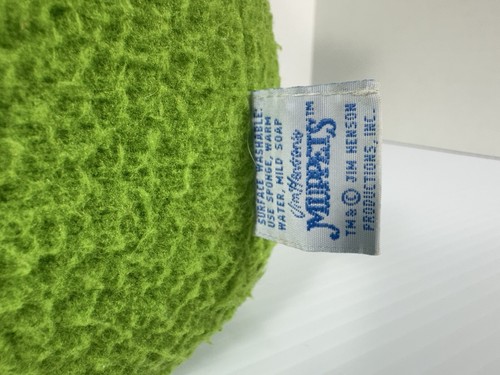 SURFACE WASHABLE.
USE SPONGE, WARM
WATER, MILD SOAP
Jim Henson's
MUPPETS™
TM & © JIM HENSON
PRODUCTIONS, INC.